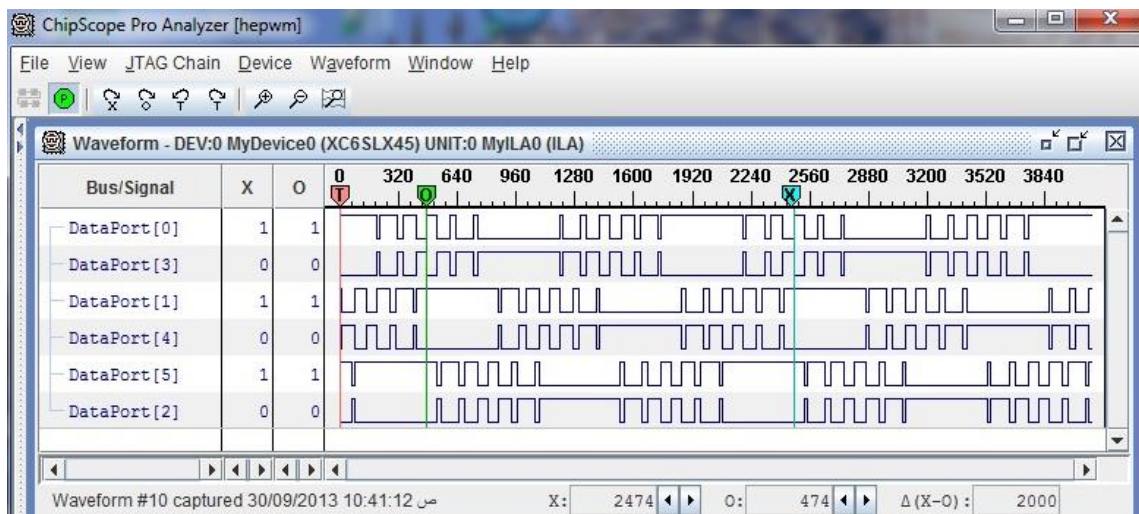 ChipScope Pro Analyzer [hepwm]
File View JTAG Chain Device Waveform Window Help
P X O T T
Waveform - DEV:0 MyDevice0 (XC6SLX45) UNIT:0 MyILA0 (ILA)
Bus/Signal X O 0 320 640 960 1280 1600 1920 2240 2560 2880 3200 3520 3840
T O X
DataPort[0] 1 1
DataPort[3] 0 0
DataPort[1] 1 1
DataPort[4] 0 0
DataPort[5] 1 1
DataPort[2] 0 0
Waveform #10 captured 30/09/2013 10:41:12 ص X: 2474 O: 474 Δ(X-O): 2000